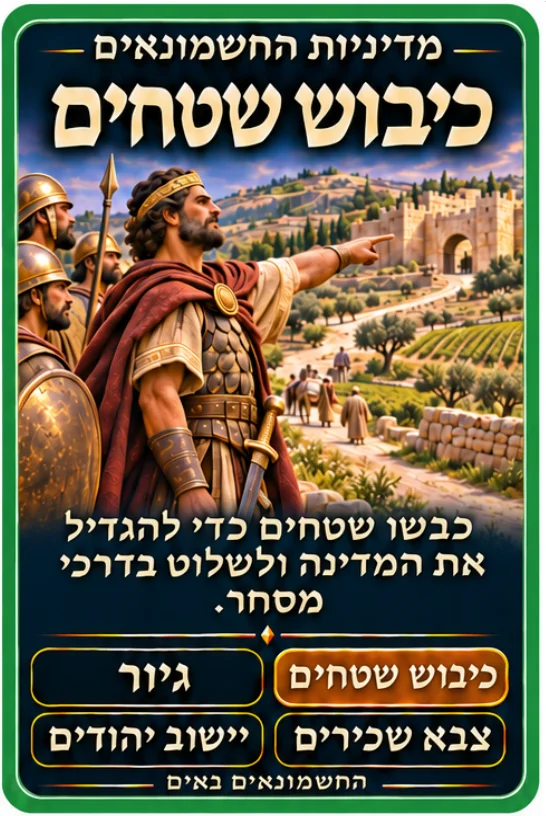 מדיניות החשמונאים
כיבוש שטחים
כבשו שטחים כדי להגדיל
את המדינה ולשלוט בדרכי
מסחר.
כיבוש שטחים
גיור
צבא שכירים
יישוב יהודים
החשמונאים באים